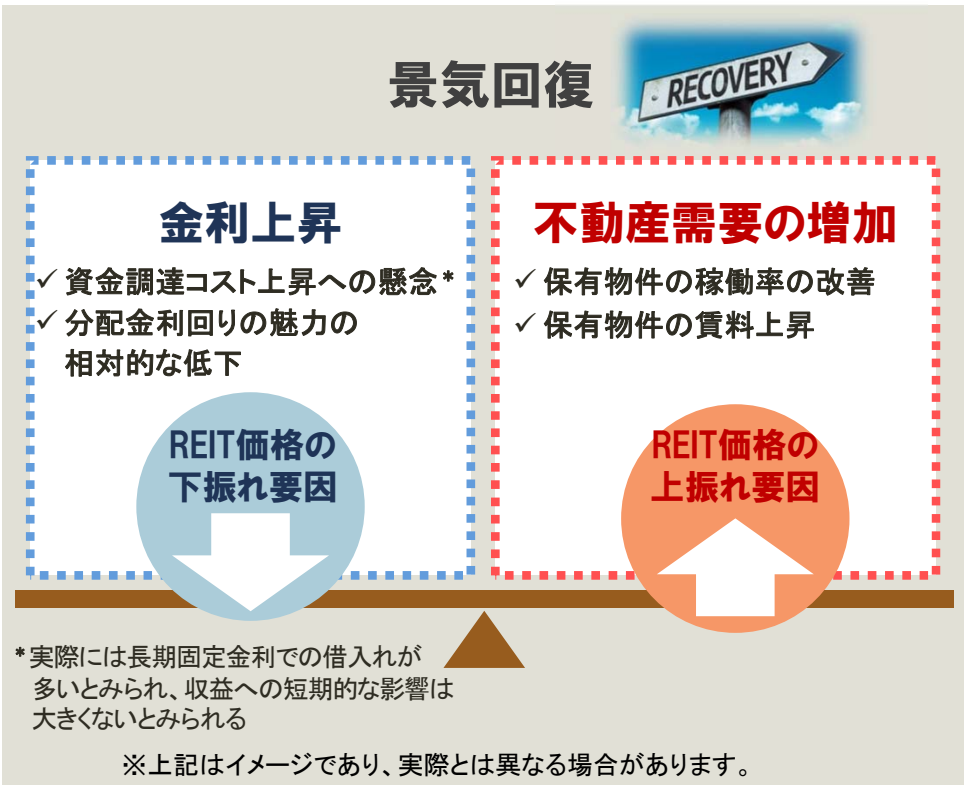 景気回復
RECOVERY
金利上昇
✓ 資金調達コスト上昇への懸念*
✓ 分配金利回りの魅力の
相対的な低下
REIT価格の
下振れ要因
不動産需要の増加
✓ 保有物件の稼働率の改善
✓ 保有物件の賃料上昇
REIT価格の
上振れ要因
*実際には長期固定金利での借入れが
多いとみられ、収益への短期的な影響は
大きくないとみられる
※上記はイメージであり、実際とは異なる場合があります。